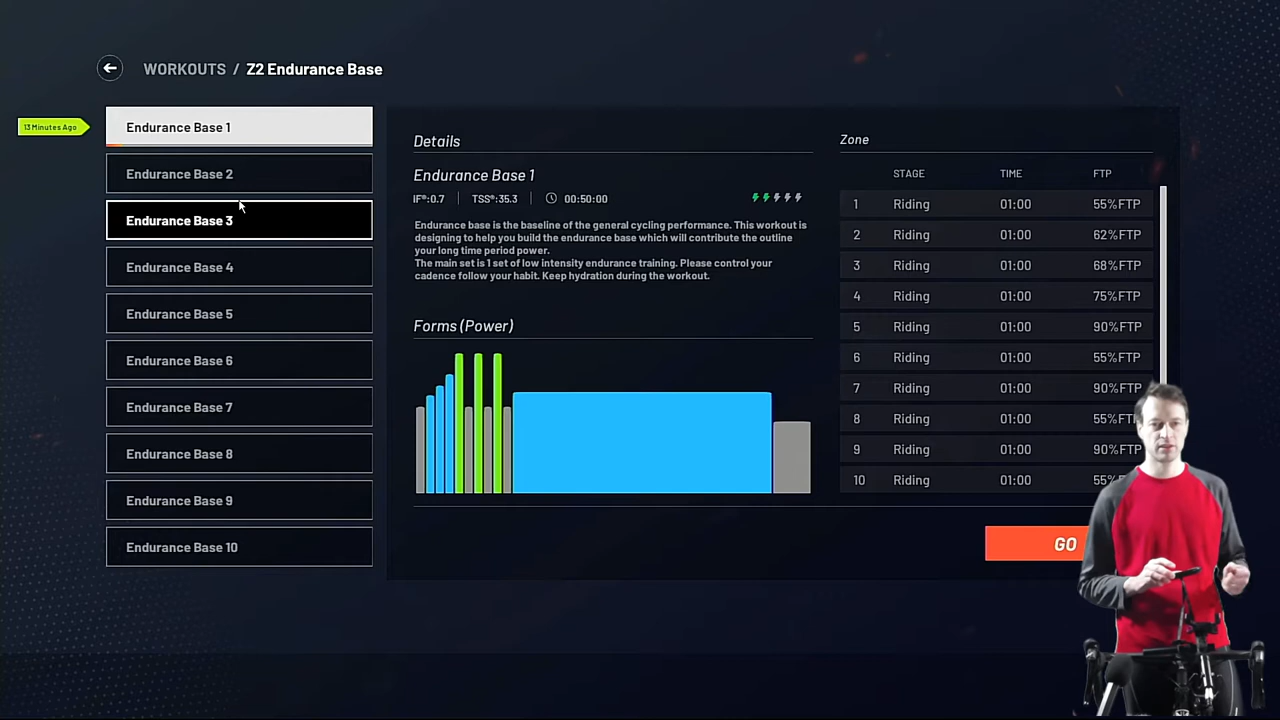 WORKOUTS / Z2 Endurance Base
13 Minutes Ago
Endurance Base 1
Endurance Base 2
Endurance Base 3
Endurance Base 4
Endurance Base 5
Endurance Base 6
Endurance Base 7
Endurance Base 8
Endurance Base 9
Endurance Base 10
Details
Endurance Base 1
IF®:0.7 TSS®:35.3 00:50:00
Endurance base is the baseline of the general cycling performance. This workout is
designing to help you build the endurance base which will contribute the outline
your long time period power.
The main set is 1 set of low intensity endurance training. Please control your
cadence follow your habit. Keep hydration during the workout.
Forms (Power)
Zone
STAGE TIME FTP
1 Riding 01:00 55%FTP
2 Riding 01:00 62%FTP
3 Riding 01:00 68%FTP
4 Riding 01:00 75%FTP
5 Riding 01:00 90%FTP
6 Riding 01:00 55%FTP
7 Riding 01:00 90%FTP
8 Riding 01:00 55%FTP
9 Riding 01:00 90%FTP
10 Riding 01:00
GO